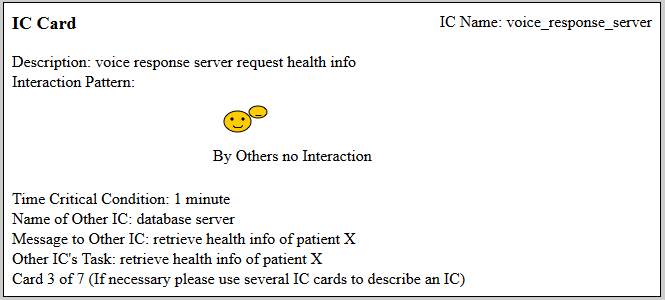 IC Card
IC Name: voice_response_server
Description: voice response server request health info
Interaction Pattern:
By Others no Interaction
Time Critical Condition: 1 minute
Name of Other IC: database server
Message to Other IC: retrieve health info of patient X
Other IC's Task: retrieve health info of patient X
Card 3 of 7 (If necessary please use several IC cards to describe an IC)